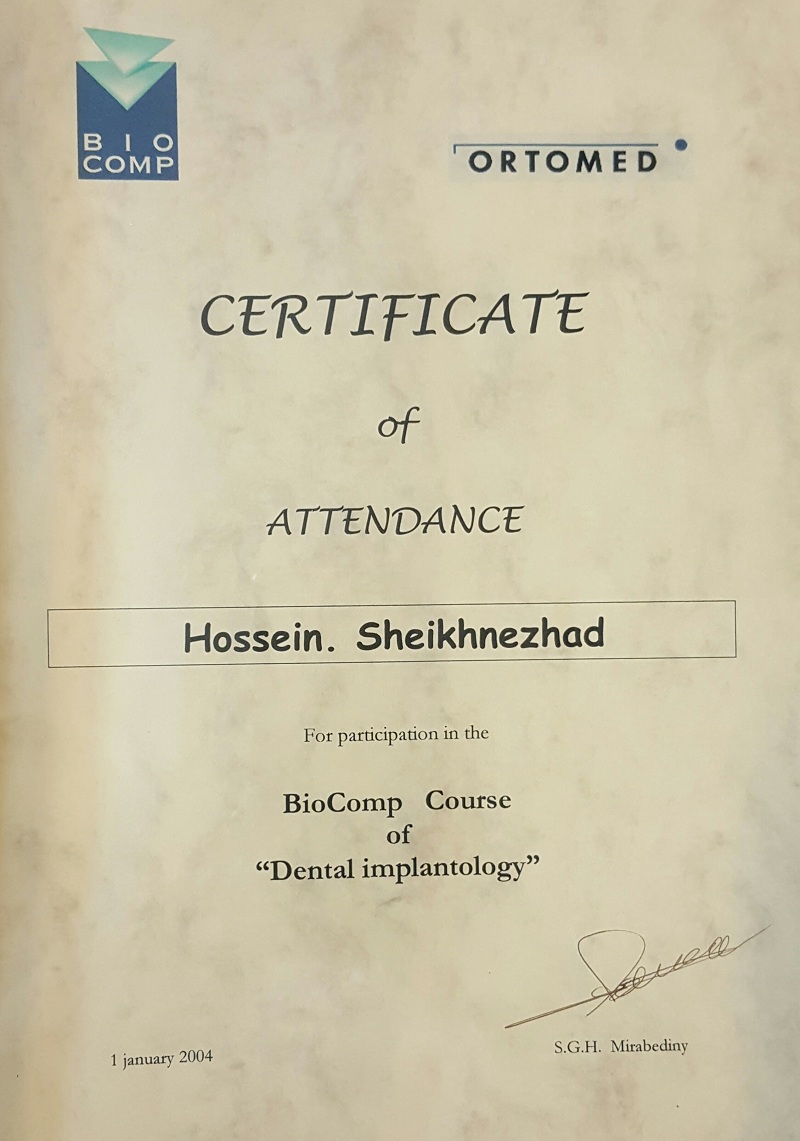 BIO
COMP
ORTOMED
CERTIFICATE
of
ATTENDANCE
Hossein. Sheikhnezhad
For participation in the
BioComp Course
of
“Dental implantology”
1 january 2004
S.G.H. Mirabediny